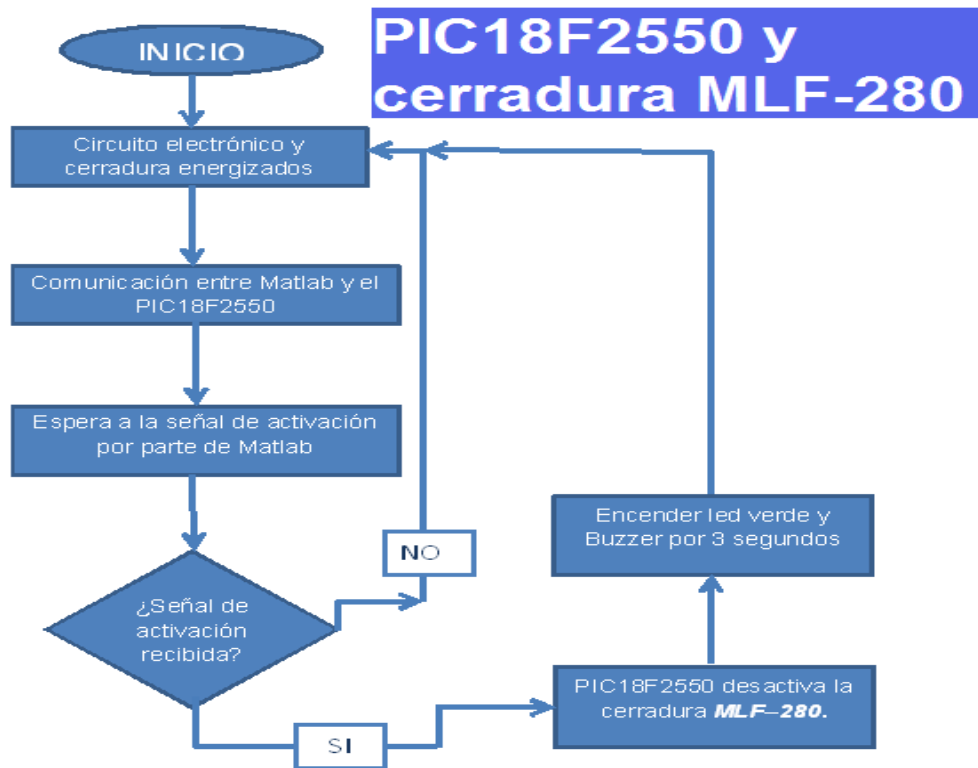 INICIO
PIC18F2550 y
cerradura MLF-280
Circuito electrónico y
cerradura energizados
Comunicación entre Matlab y el
PIC18F2550
Espera a la señal de activación
por parte de Matlab
¿Señal de
activación
recibida?
NO
SI
PIC18F2550 desactiva la
cerradura MLF–280.
Encender led verde y
Buzzer por 3 segundos